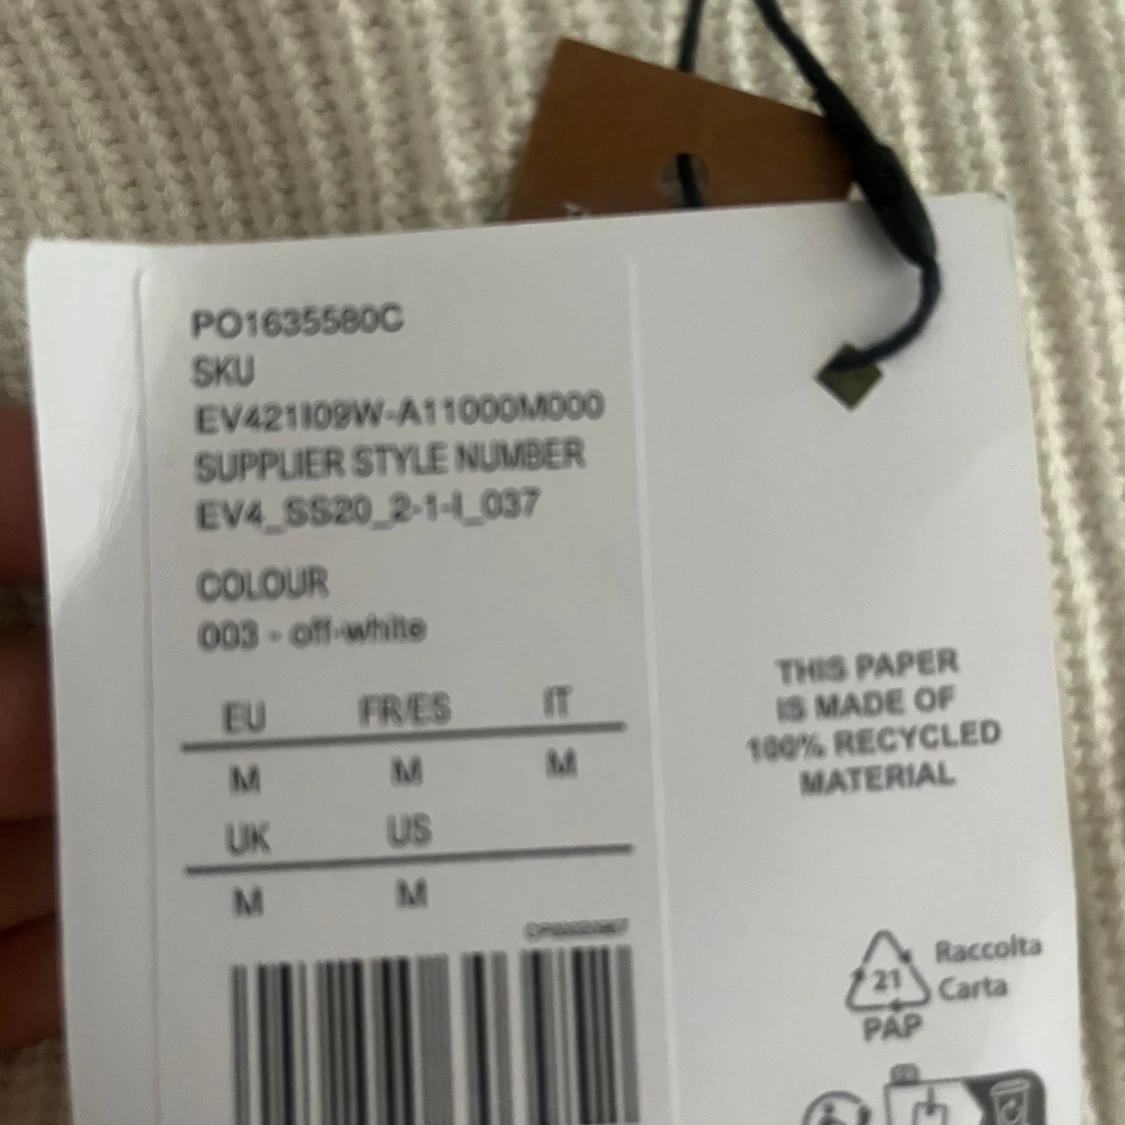 PO1635580C
SKU
EV421I09W-A11000M000
SUPPLIER STYLE NUMBER
EV4_SS20_2-1-I_037
COLOUR
003 - off-white
EU FR/ES IT
M M M
UK US
M M
THIS PAPER
IS MADE OF
100% RECYCLED
MATERIAL
21
PAP
Raccolta
Carta